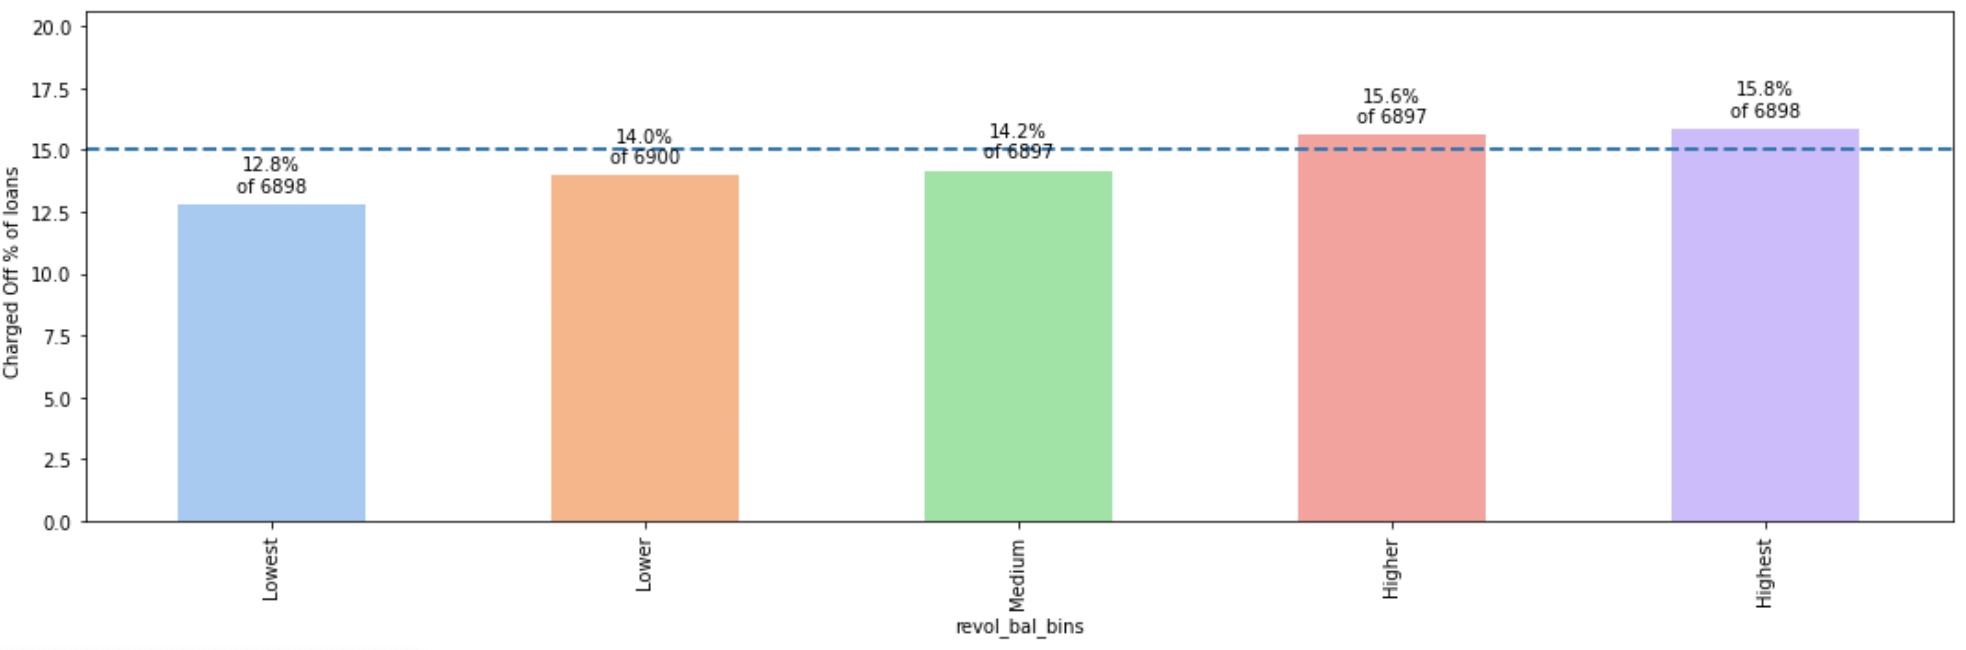 20.0
17.5
15.0
12.5
10.0
7.5
5.0
2.5
0.0
Charged Off % of loans
12.8%
of 6898
14.0%
of 6900
14.2%
of 6897
15.6%
of 6897
15.8%
of 6898
Lowest
Lower
Medium
Higher
Highest
revol_bal_bins